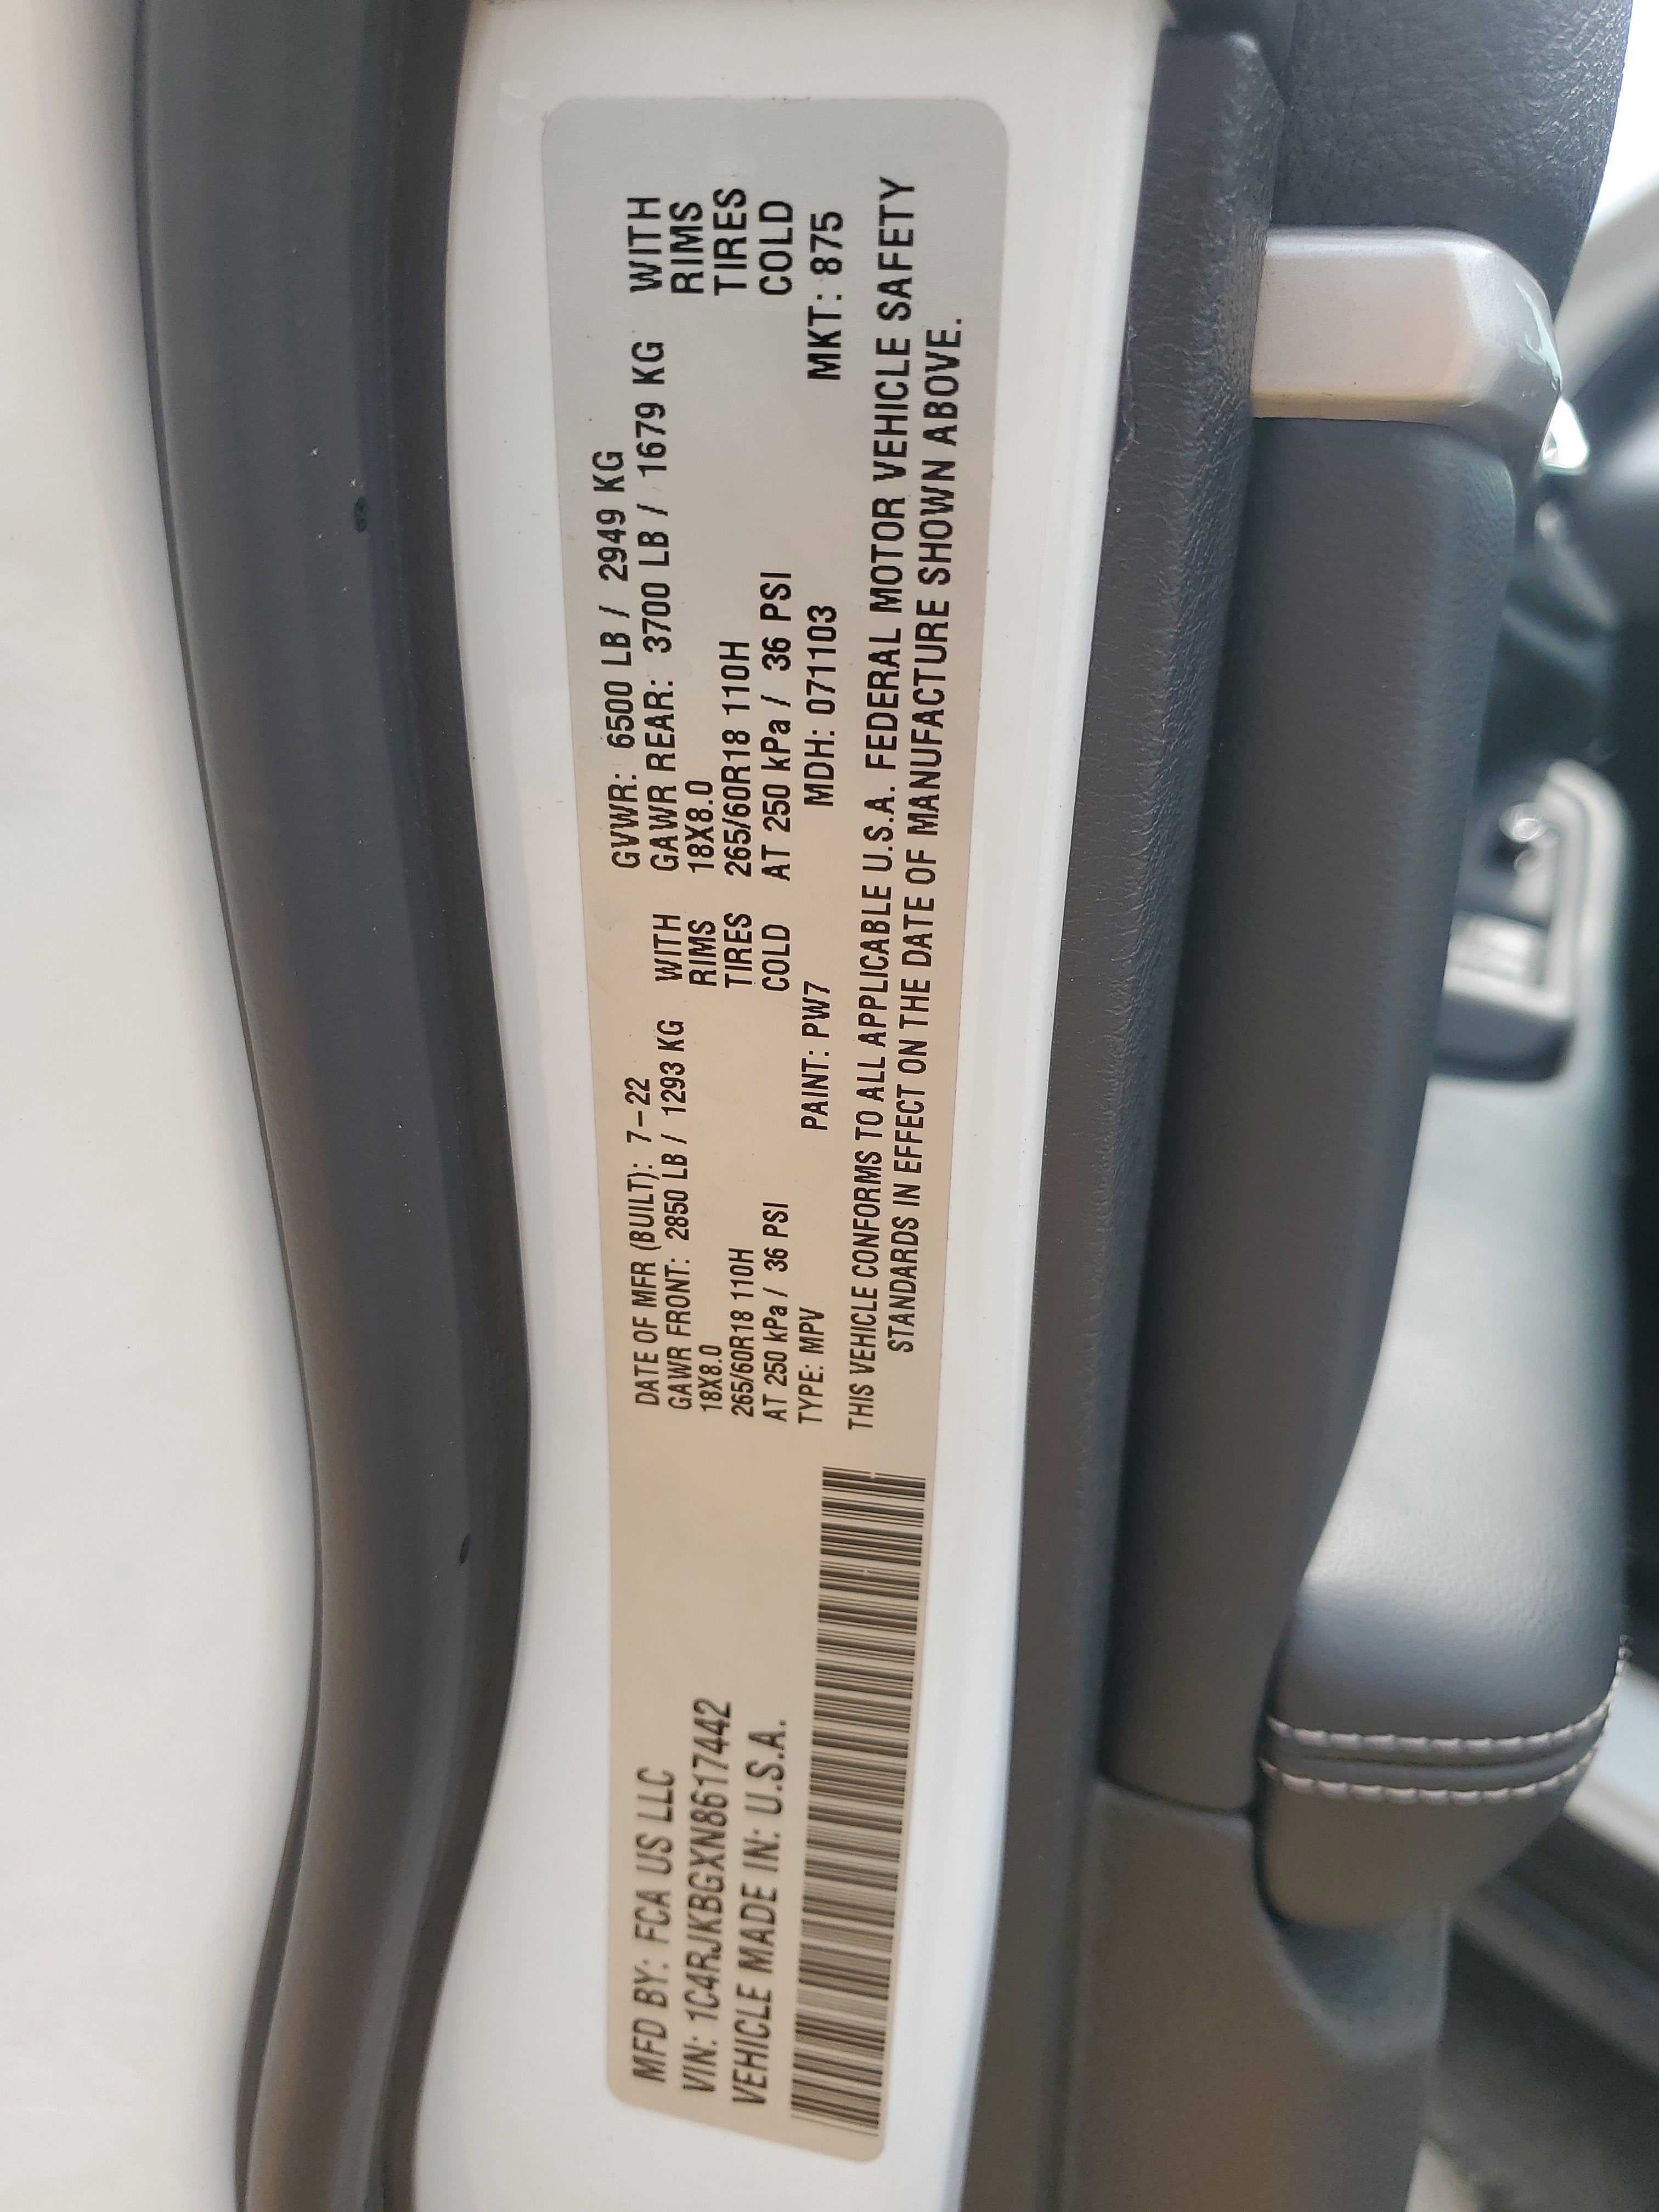 MFD BY: FCA US LLC
VIN: 1C4RJKBGXN8617442
VEHICLE MADE IN: U.S.A.
DATE OF MFR (BUILT): 7-22 GVWR: 6500 LB / 2949 KG
GAWR FRONT: 2850 LB / 1293 KG WITH GAWR REAR: 3700 LB / 1679 KG WITH
18X8.0 RIMS 18X8.0 RIMS
265/60R18 110H TIRES 265/60R18 110H TIRES
AT 250 kPa / 36 PSI COLD AT 250 kPa / 36 PSI COLD
TYPE: MPV PAINT: PW7 MDH: 071103 MKT: 875
THIS VEHICLE CONFORMS TO ALL APPLICABLE U.S.A. FEDERAL MOTOR VEHICLE SAFETY
STANDARDS IN EFFECT ON THE DATE OF MANUFACTURE SHOWN ABOVE.